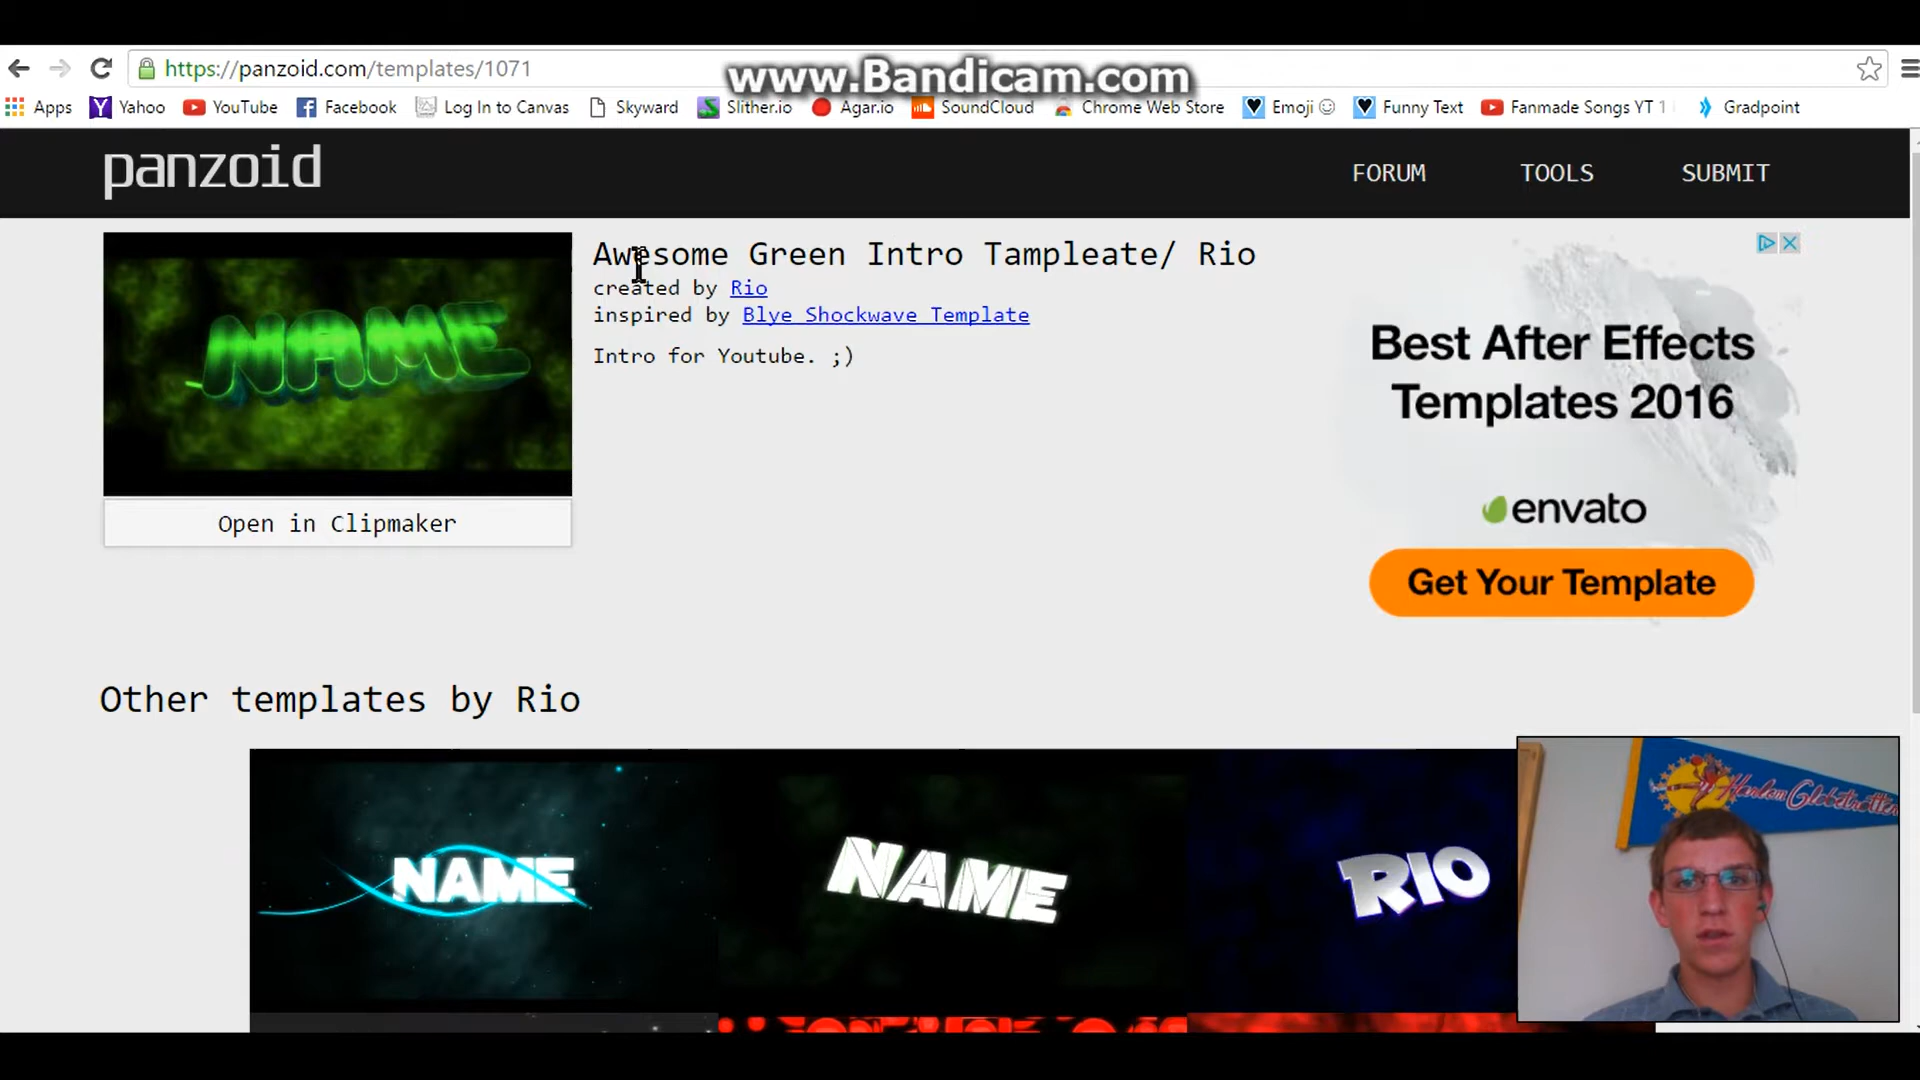 www.Bandicam.com
https://panzoid.com/templates/1071
Apps Yahoo YouTube Facebook Log In to Canvas Skyward Slither.io Agar.io SoundCloud Chrome Web Store Emoji Funny Text Fanmade Songs YT 1 Gradpoint
panzoid
FORUM TOOLS SUBMIT
Awesome Green Intro Tampleate/ Rio
created by Rio
inspired by Blye Shockwave Template
Intro for Youtube. ;)
NAME
Open in Clipmaker
Best After Effects
Templates 2016
envato
Get Your Template
Other templates by Rio
NAME
NAME
RIO
Harlem Globetrotter